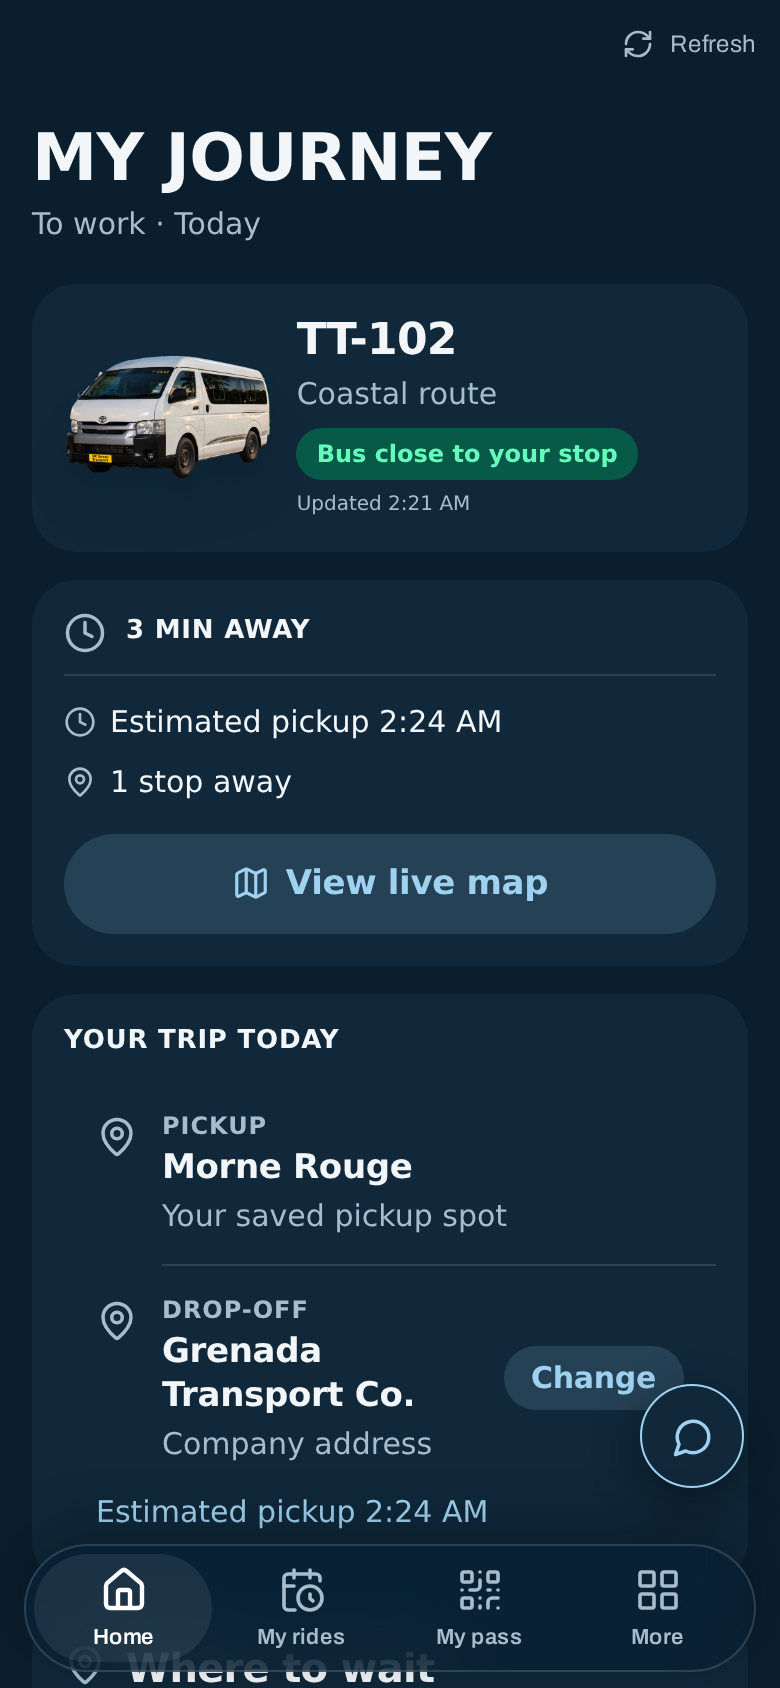 Refresh
MY JOURNEY
To work · Today
TT-102
Coastal route
Bus close to your stop
Updated 2:21 AM
3 MIN AWAY
Estimated pickup 2:24 AM
1 stop away
View live map
YOUR TRIP TODAY
PICKUP
Morne Rouge
Your saved pickup spot
DROP-OFF
Grenada
Transport Co.
Change
Company address
Estimated pickup 2:24 AM
Home
My rides
My pass
More
Where to wait